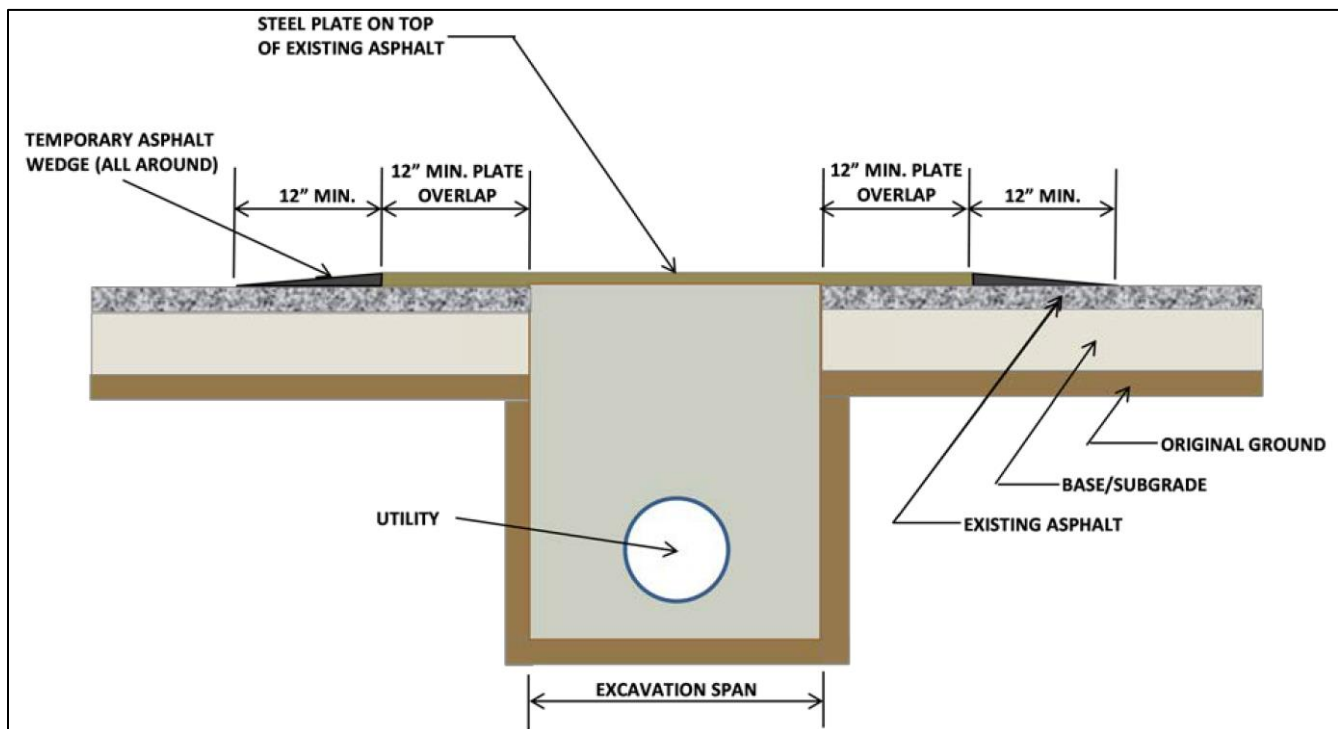 STEEL PLATE ON TOP
OF EXISTING ASPHALT
TEMPORARY ASPHALT
WEDGE (ALL AROUND)
12” MIN.
12” MIN. PLATE
OVERLAP
12” MIN. PLATE
OVERLAP
12” MIN.
ORIGINAL GROUND
BASE/SUBGRADE
UTILITY
EXISTING ASPHALT
EXCAVATION SPAN